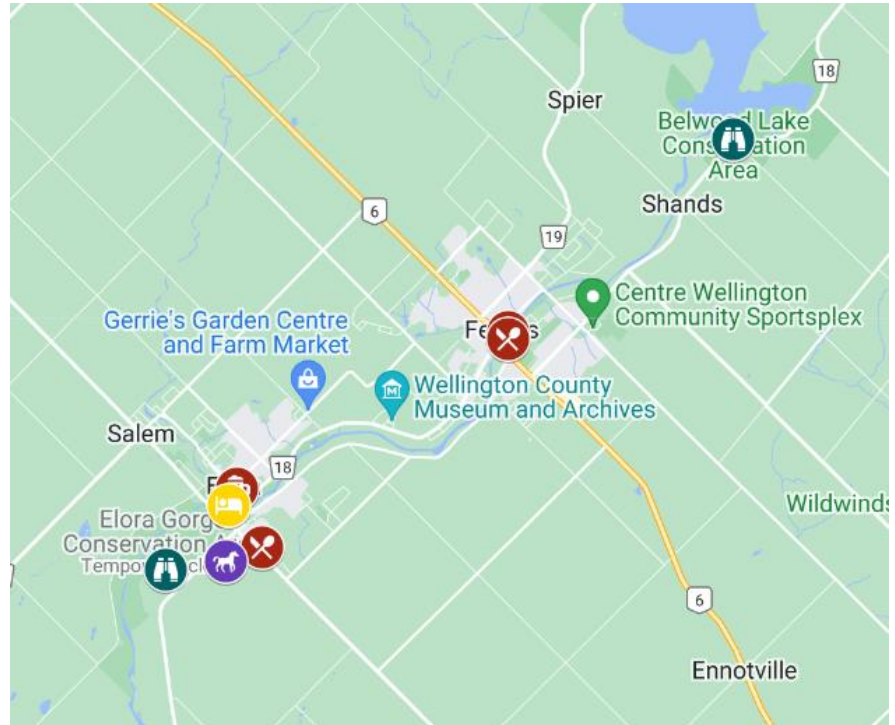 18
Spier
Belwood Lake
Conservation
Area
Shands
6
19
Centre Wellington
Community Sportsplex
Gerrie's Garden Centre
and Farm Market
Wellington County
Museum and Archives
Salem
18
Wildwinds
Elora Gorge
Conservation
6
Ennotville